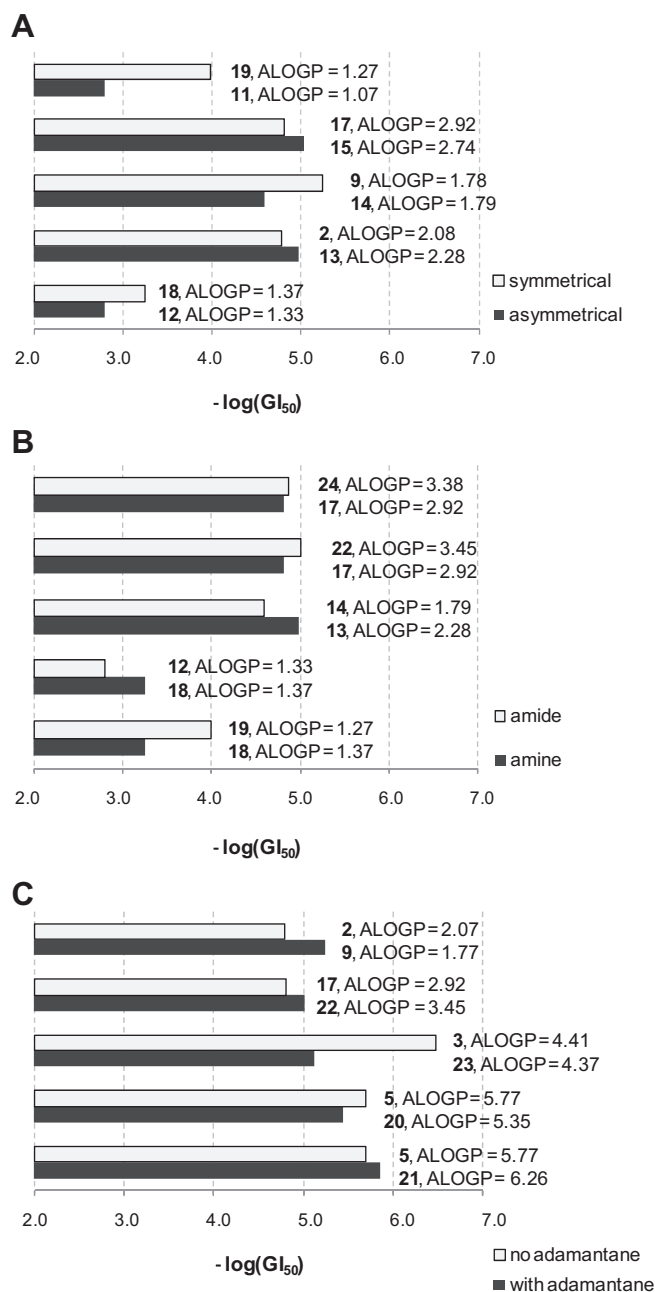 A
19, ALOGP=1.27
11, ALOGP=1.07
17, ALOGP=2.92
15, ALOGP=2.74
9, ALOGP=1.78
14, ALOGP=1.79
2, ALOGP=2.08
13, ALOGP=2.28
18, ALOGP=1.37
12, ALOGP=1.33
symmetrical
asymmetrical
2.0 3.0 4.0 5.0 6.0 7.0
-log(GI₅₀)
B
24, ALOGP=3.38
17, ALOGP=2.92
22, ALOGP=3.45
17, ALOGP=2.92
14, ALOGP=1.79
13, ALOGP=2.28
12, ALOGP=1.33
18, ALOGP=1.37
19, ALOGP=1.27
18, ALOGP=1.37
amide
amine
2.0 3.0 4.0 5.0 6.0 7.0
-log(GI₅₀)
C
2, ALOGP=2.07
9, ALOGP=1.77
17, ALOGP=2.92
22, ALOGP=3.45
3, ALOGP=4.41
23, ALOGP=4.37
5, ALOGP=5.77
20, ALOGP=5.35
5, ALOGP=5.77
21, ALOGP=6.26
2.0 3.0 4.0 5.0 6.0 7.0
-log(GI₅₀)
no adamantane
with adamantane